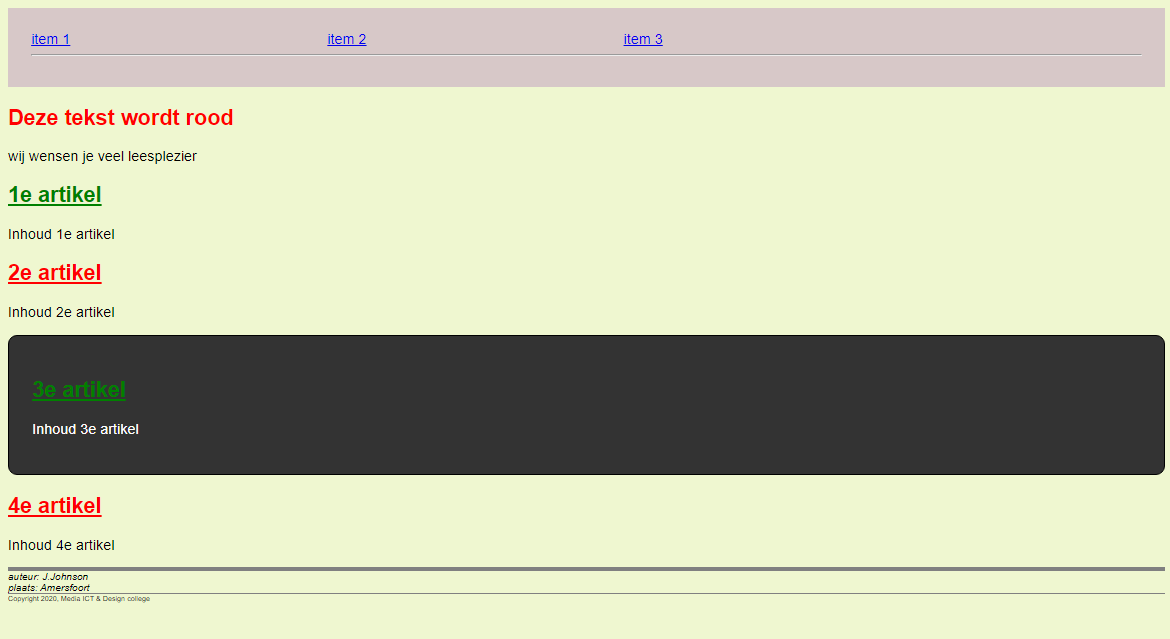 item 1 item 2 item 3
Deze tekst wordt rood
wij wensen je veel leesplezier
1e artikel
Inhoud 1e artikel
2e artikel
Inhoud 2e artikel
3e artikel
Inhoud 3e artikel
4e artikel
Inhoud 4e artikel
auteur: J.Johnson
plaats: Amersfoort
Copyright 2020, Media ICT & Design college